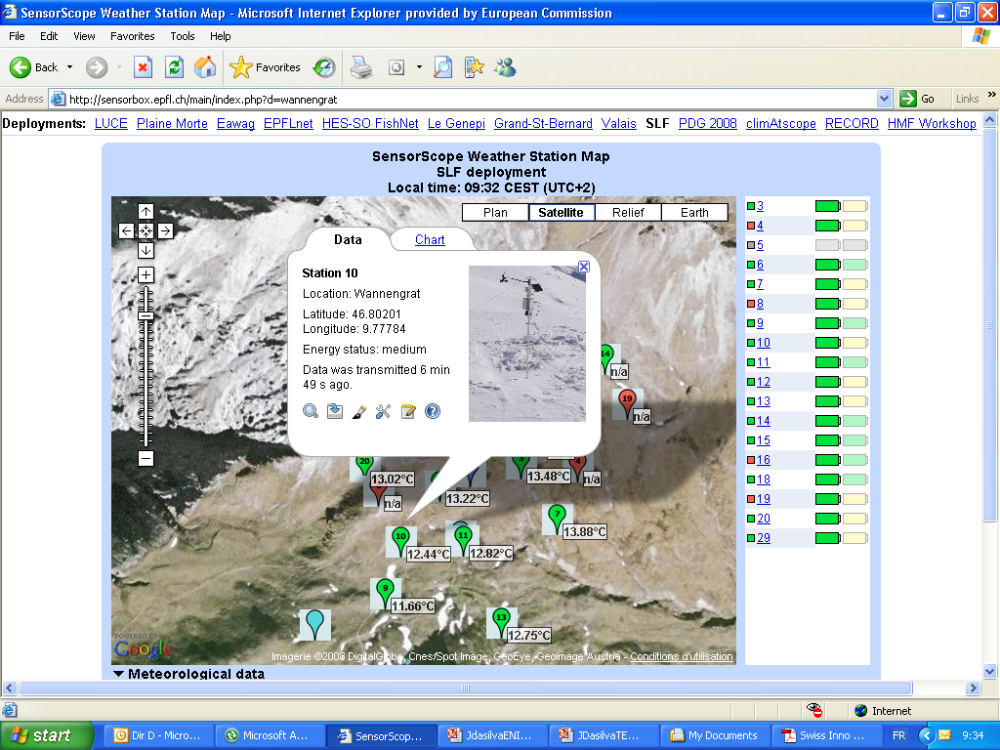 SensorScope Weather Station Map - Microsoft Internet Explorer provided by European Commission
File Edit View Favorites Tools Help
Back Favorites
Address http://sensorbox.epfl.ch/main/index.php?d=wannengrat Go Links »
Deployments: LUCE Plaine Morte Eawag EPFLnet HES-SO FishNet Le Genepi Grand-St-Bernard Valais SLF PDG 2008 climAtscope RECORD HMF Workshop
SensorScope Weather Station Map
SLF deployment
Local time: 09:32 CEST (UTC+2)
Plan Satellite Relief Earth
Data Chart
Station 10
Location: Wannengrat
Latitude: 46.80201
Longitude: 9.77784
Energy status: medium
Data was transmitted 6 min
49 s ago.
14
n/a
19
n/a
20
13.02°C
n/a
13.22°C
3
13.48°C
4
n/a
7
13.88°C
10
12.44°C
11
12.82°C
9
11.66°C
13
12.75°C
POWERED BY
Google
Imagerie ©2008 DigitalGlobe, Cnes/Spot Image, GeoEye, Geoimage Austria - Conditions d'utilisation
3
4
5
6
7
8
9
10
11
12
13
14
15
16
18
19
20
29
Meteorological data
Internet
start Dir D - Micro... Microsoft A... SensorScop... JdasilvaENI... JDasilvaTE... My Documents Swiss Inno ... FR 9:34